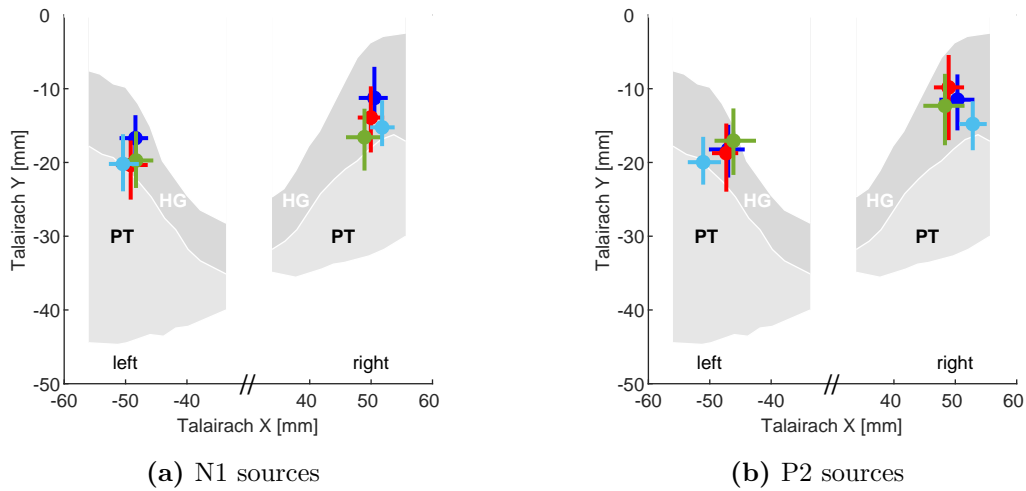 0
-10
-20
-30
-40
-50
Talairach Y [mm]
HG
HG
PT
PT
left
right
-60
-50
-40
40
50
60
Talairach X [mm]
(a) N1 sources
0
-10
-20
-30
-40
-50
Talairach Y [mm]
HG
HG
PT
PT
left
right
-60
-50
-40
40
50
60
Talairach X [mm]
(b) P2 sources